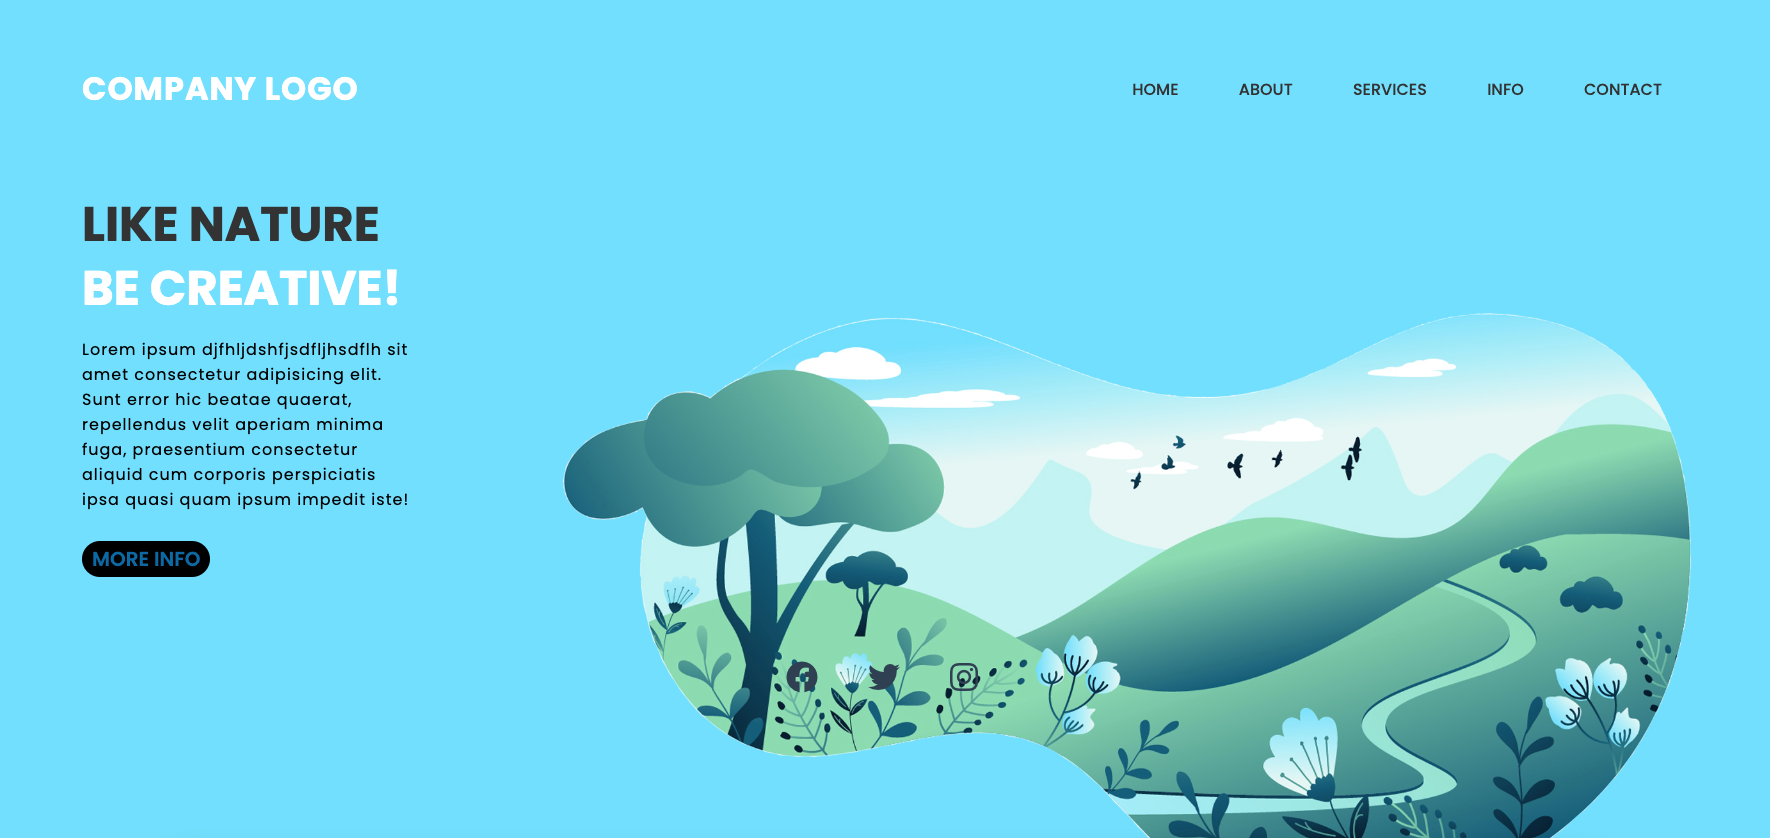 COMPANY LOGO
HOME ABOUT SERVICES INFO CONTACT
LIKE NATURE
BE CREATIVE!
Lorem ipsum djfhljdshfjsdfljhsdflh sit
amet consectetur adipisicing elit.
Sunt error hic beatae quaerat,
repellendus velit aperiam minima
fuga, praesentium consectetur
aliquid cum corporis perspiciatis
ipsa quasi quam ipsum impedit iste!
MORE INFO